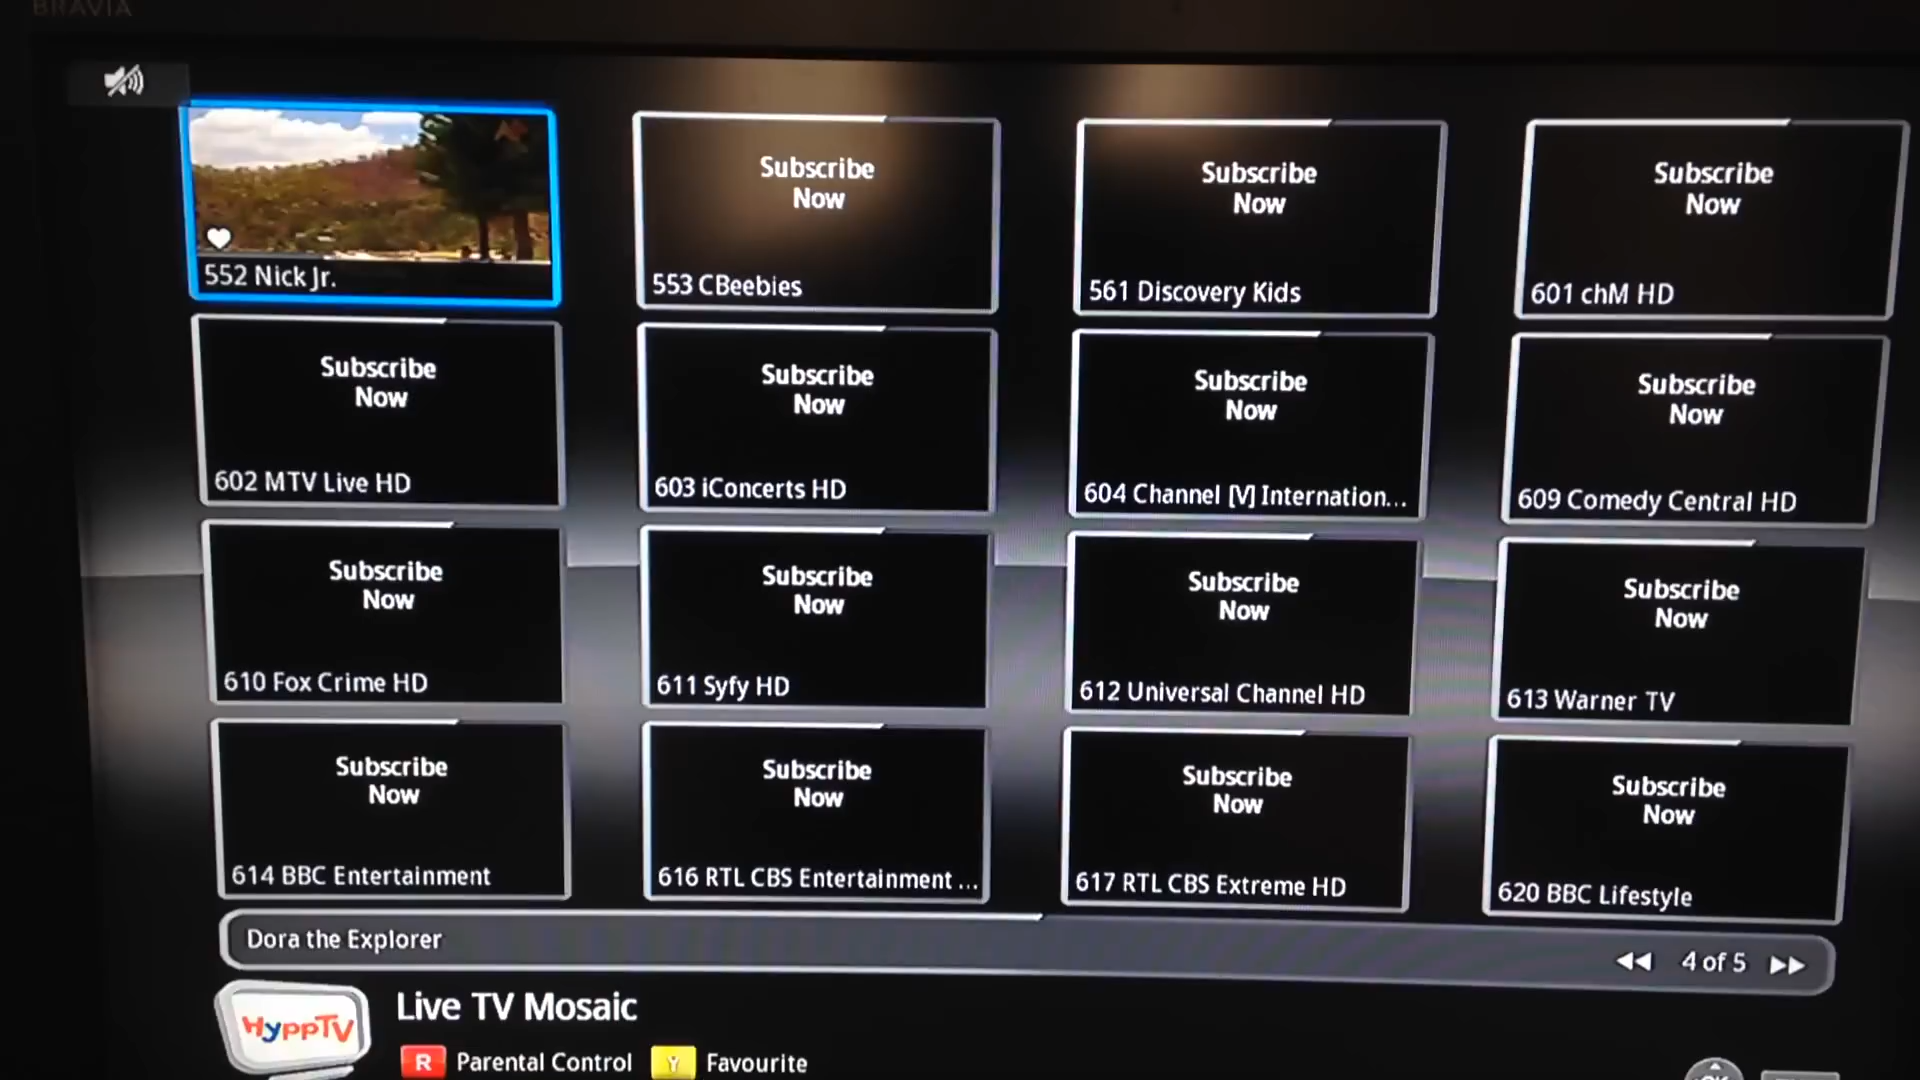 BRAVIA
552 Nick Jr.
Subscribe
Now
553 CBeebies
Subscribe
Now
561 Discovery Kids
Subscribe
Now
601 chM HD
Subscribe
Now
602 MTV Live HD
Subscribe
Now
603 iConcerts HD
Subscribe
Now
604 Channel [V] Internation...
Subscribe
Now
609 Comedy Central HD
Subscribe
Now
610 Fox Crime HD
Subscribe
Now
611 Syfy HD
Subscribe
Now
612 Universal Channel HD
Subscribe
Now
613 Warner TV
Subscribe
Now
614 BBC Entertainment
Subscribe
Now
616 RTL CBS Entertainment ...
Subscribe
Now
617 RTL CBS Extreme HD
Subscribe
Now
620 BBC Lifestyle
Dora the Explorer
4 of 5
HyppTV
Live TV Mosaic
R Parental Control Y Favourite